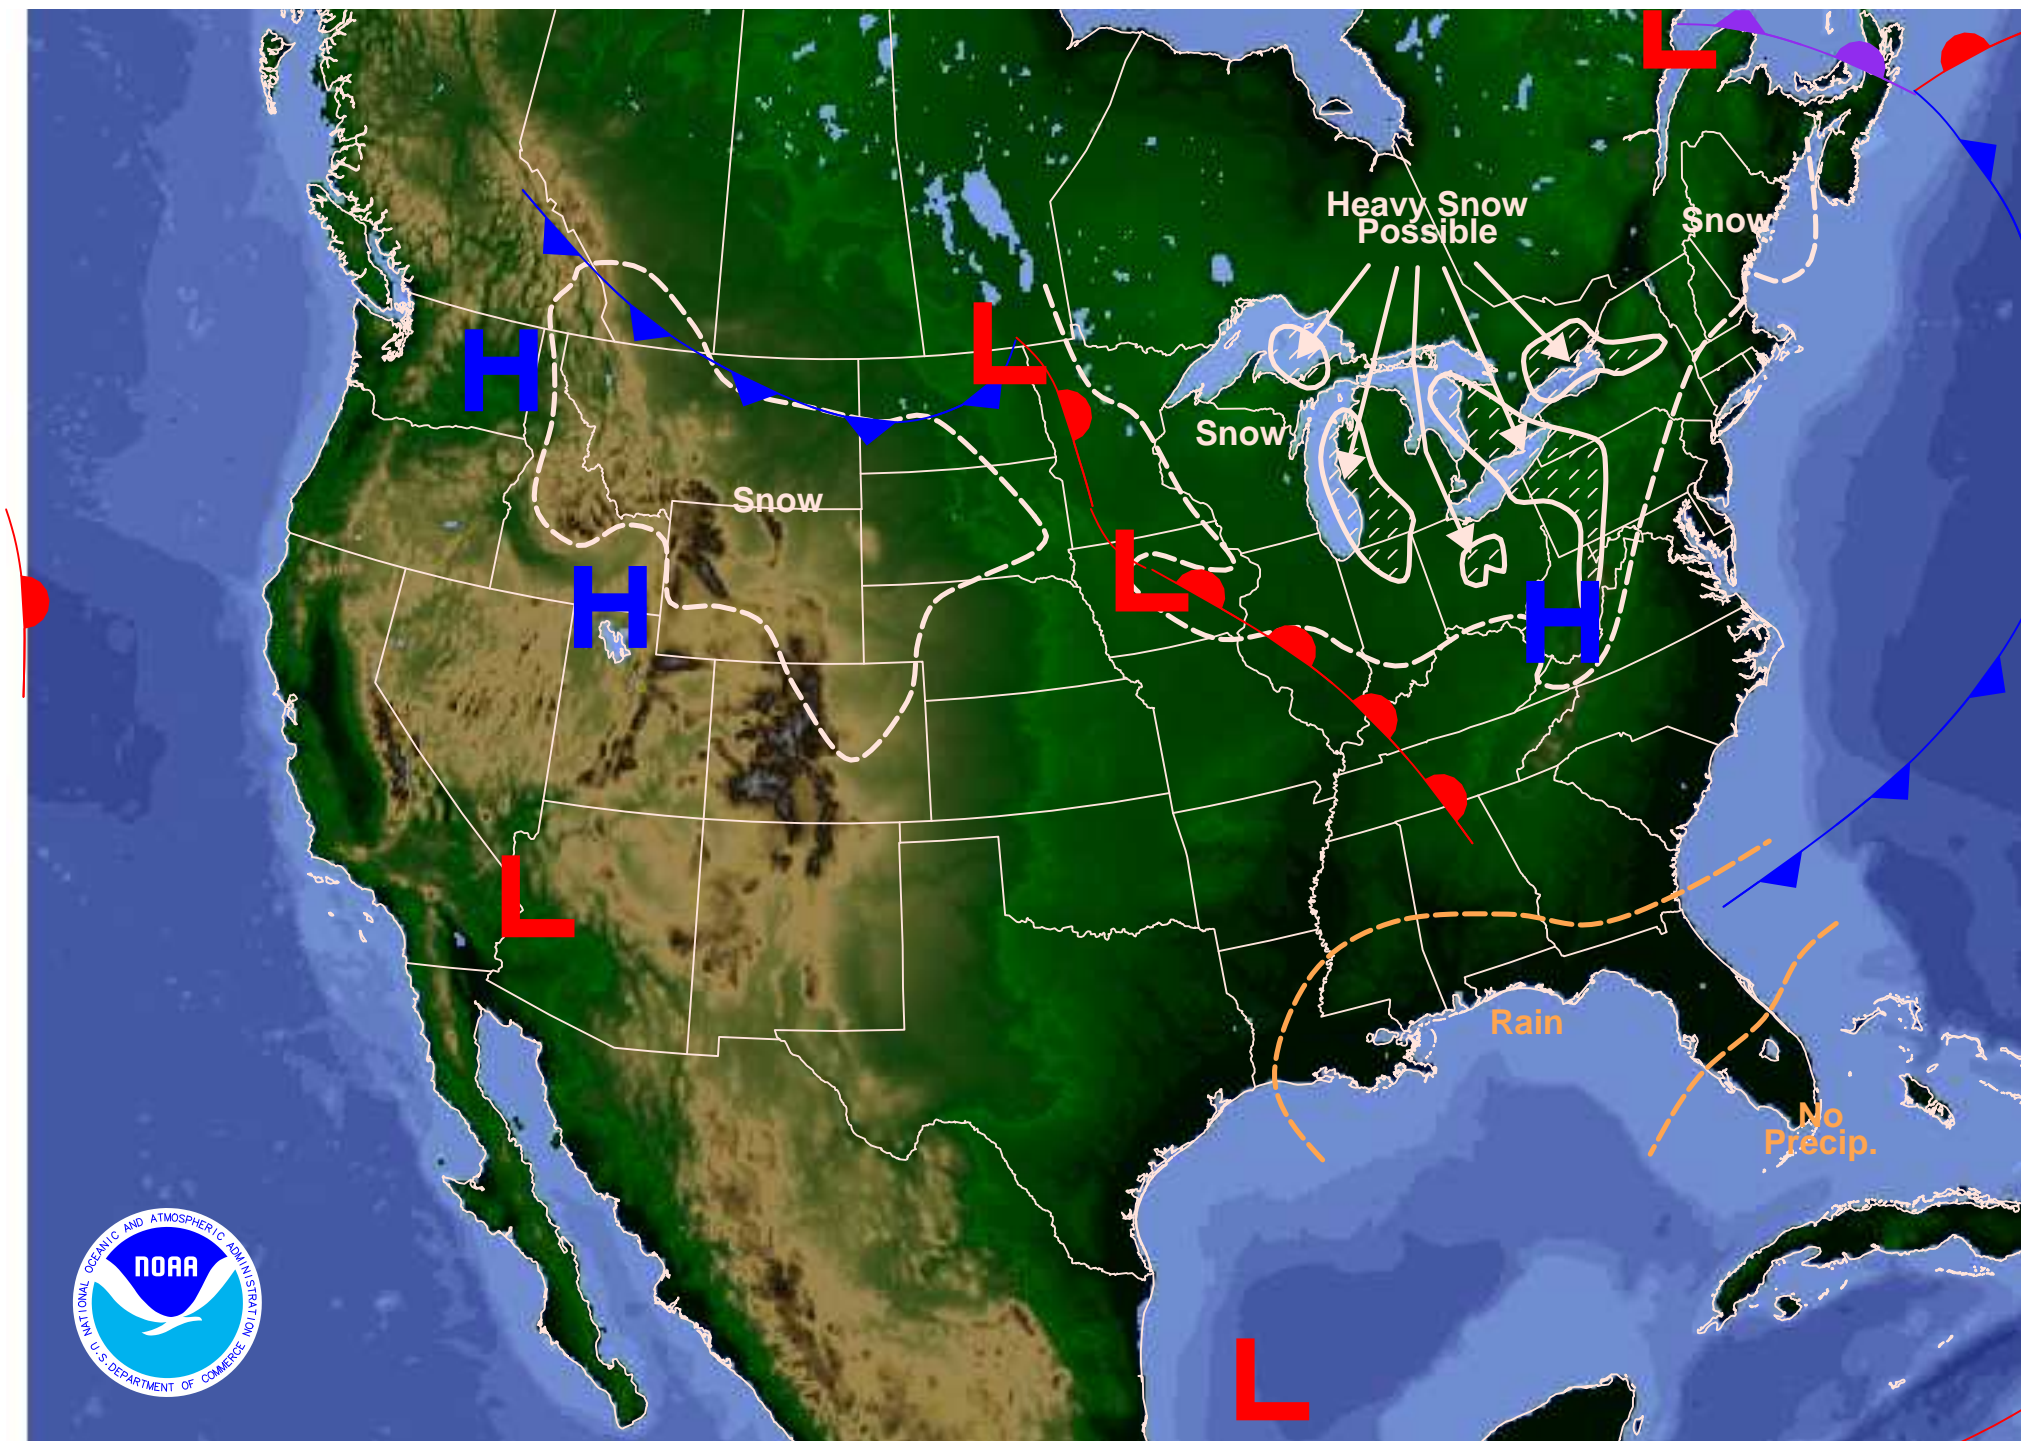 L
Snow
Heavy Snow
Possible
L
H
Snow
Snow
L
H
H
L
Rain
No
Precip.
L
NATIONAL OCEANIC AND ATMOSPHERIC ADMINISTRATION
NOAA
U.S. DEPARTMENT OF COMMERCE